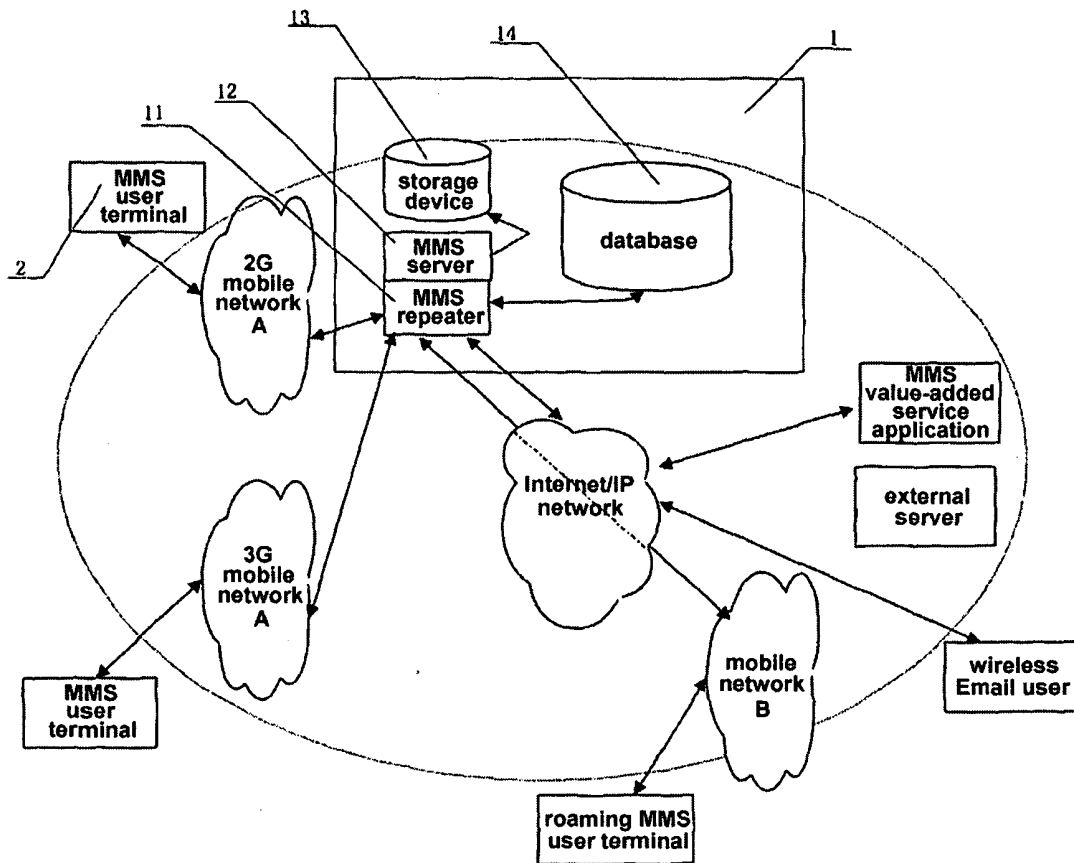 13
14
1
12
11
MMS
user
terminal
2
storage
device
MMS
server
MMS
repeater
database
2G
mobile
network
A
MMS
value-added
service
application
external
server
Internet/IP
network
3G
mobile
network
A
MMS
user
terminal
mobile
network
B
wireless
Email user
roaming MMS
user terminal